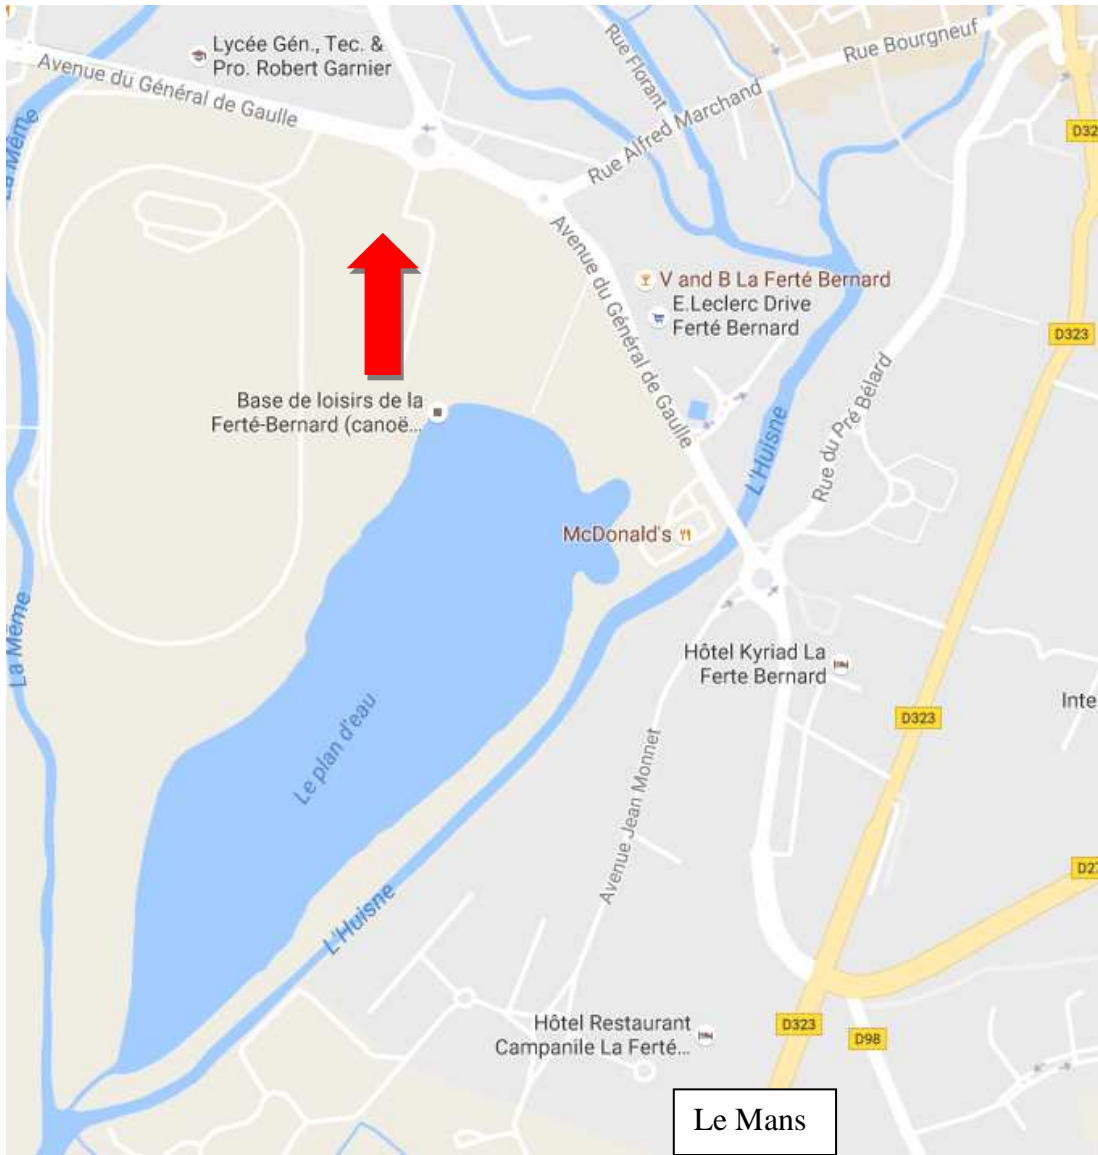 Lycée Gén., Tec. &
Pro. Robert Garnier
Avenue du Général de Gaulle
Rue Florant
Rue Bourgneuf
Rue Alfred Marchand
D32
La Même
Avenue du Général de Gaulle
V and B La Ferté Bernard
E.Leclerc Drive
Ferté Bernard
D323
Base de loisirs de la
Ferté-Bernard (canoë...
L'Huisne
Rue du Pré Bélard
McDonald's
La Même
Hôtel Kyriad La
Ferte Bernard
Inte
D323
Le plan d'eau
Avenue Jean Monnet
D27
L'Huisne
Hôtel Restaurant
Campanile La Ferté...
D323
D98
Le Mans